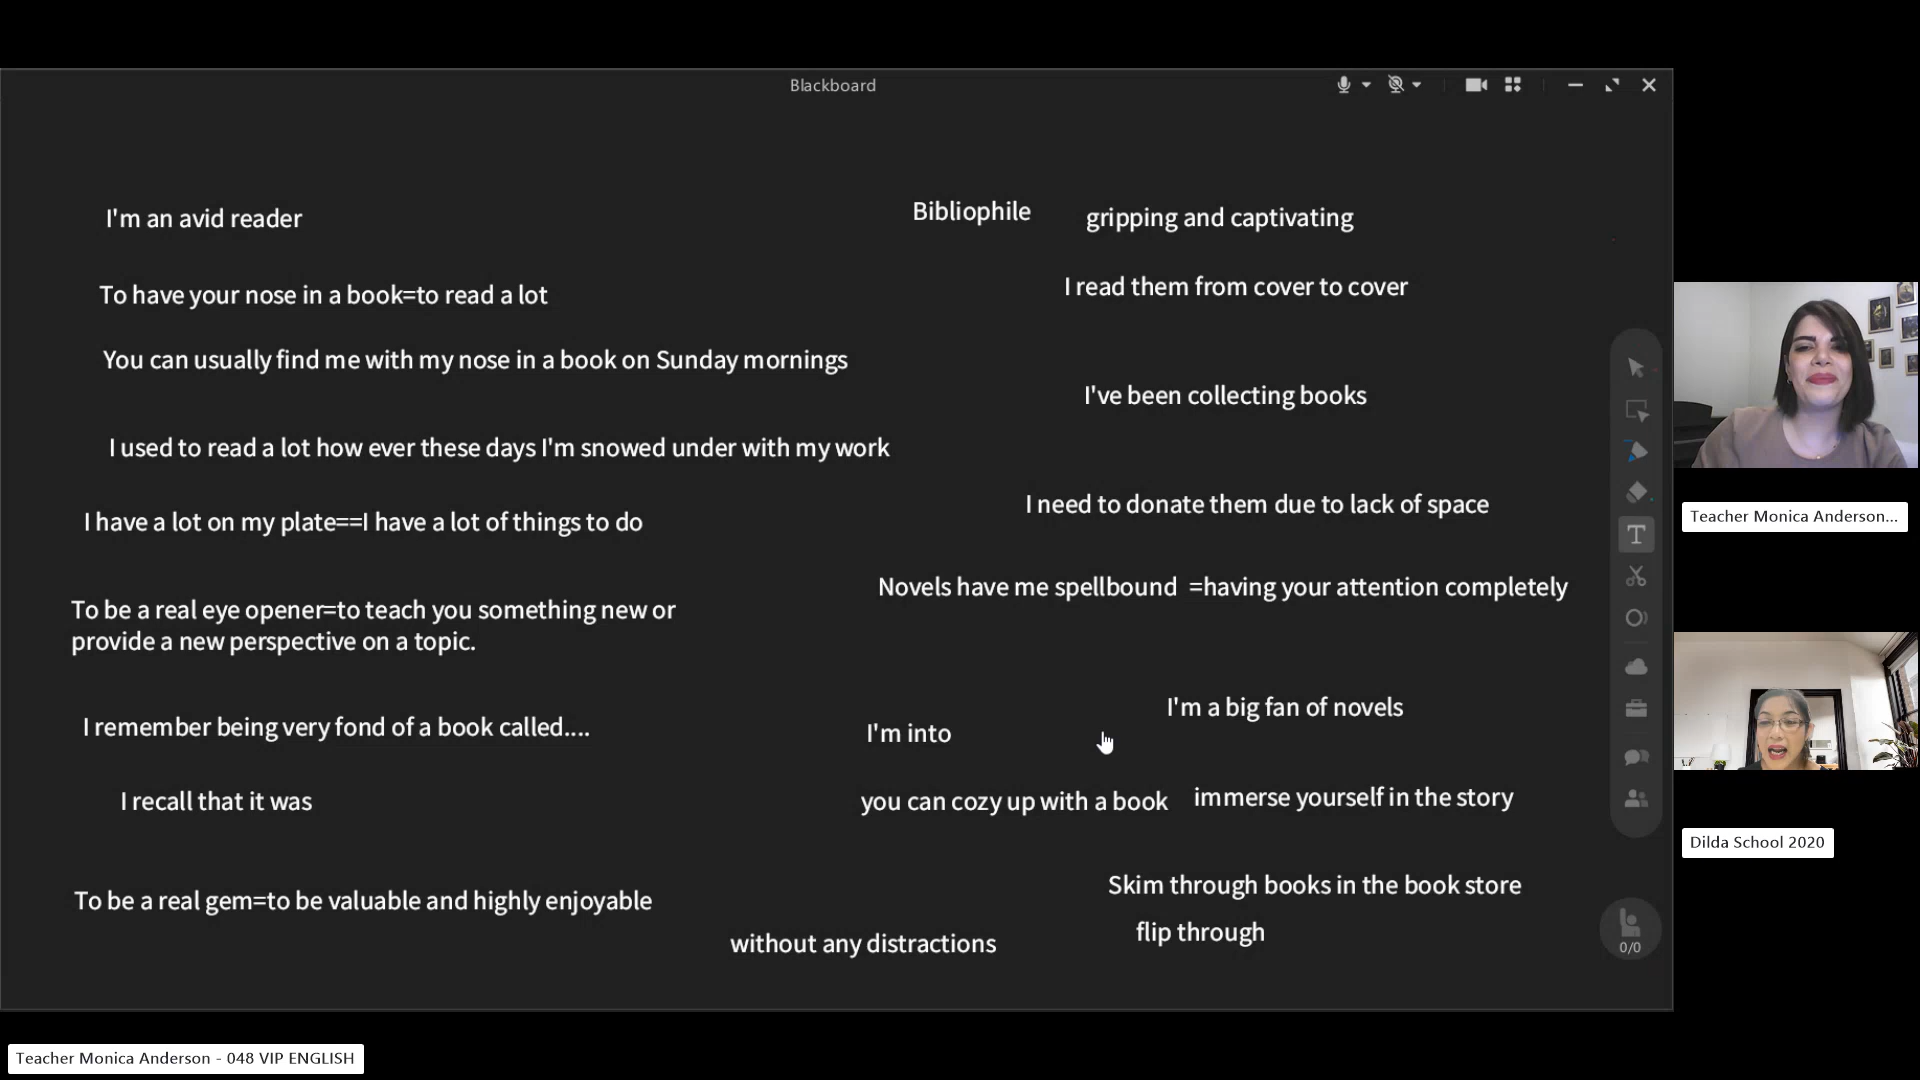 Blackboard
I'm an avid reader
Bibliophile
gripping and captivating
To have your nose in a book=to read a lot
I read them from cover to cover
You can usually find me with my nose in a book on Sunday mornings
I've been collecting books
I used to read a lot how ever these days I'm snowed under with my work
I need to donate them due to lack of space
I have a lot on my plate==I have a lot of things to do
Novels have me spellbound =having your attention completely
To be a real eye opener=to teach you something new or
provide a new perspective on a topic.
I'm a big fan of novels
I remember being very fond of a book called....
I'm into
I recall that it was
you can cozy up with a book
immerse yourself in the story
To be a real gem=to be valuable and highly enjoyable
Skim through books in the book store
flip through
without any distractions
T
0/0
Teacher Monica Anderson...
Dilda School 2020
Teacher Monica Anderson - 048 VIP ENGLISH